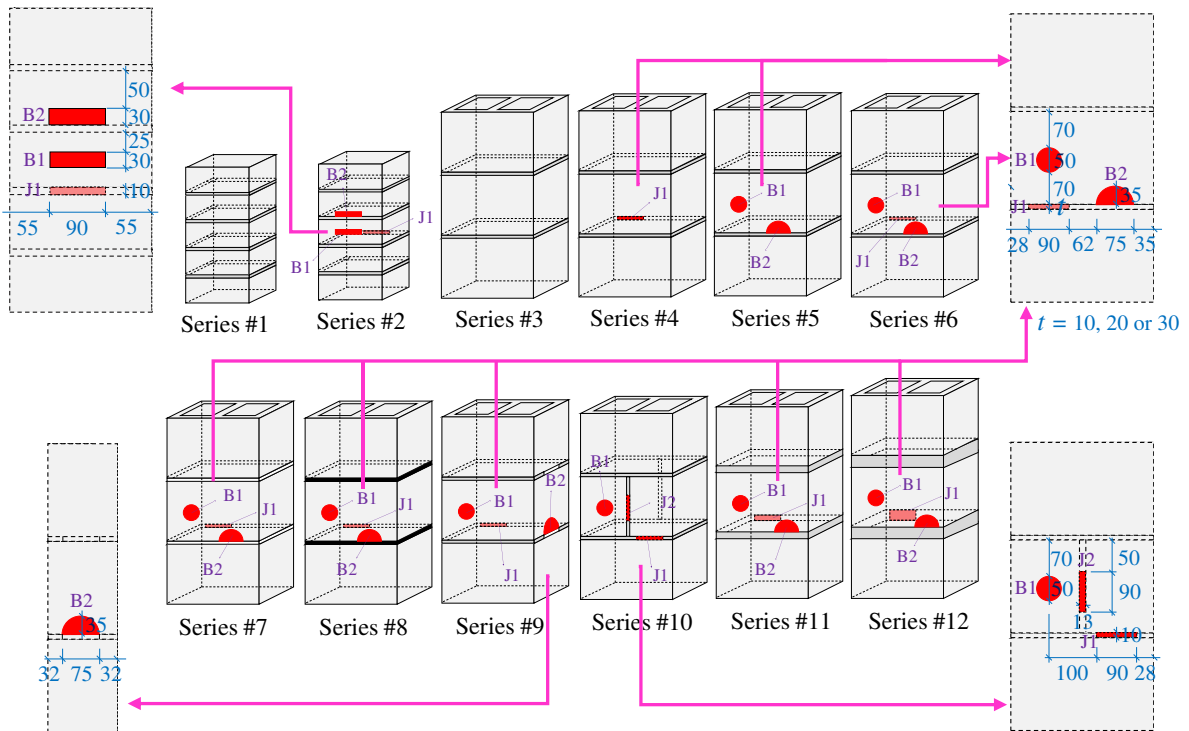 50
B2
30
25
B1
30
J1
10
55 90 55
B2
J1
B1
Series #1
Series #2
Series #3
J1
Series #4
B1
B2
Series #5
B1
J1
B2
Series #6
70
B1
50
B2
70
35
J1
t
28 90 62 75 35
t = 10, 20 or 30
B1
J1
B2
Series #7
B1
J1
B2
Series #8
B1
B2
J1
Series #9
B1
J2
J1
Series #10
B1
J1
B2
Series #11
B1
J1
B2
Series #12
B2
35
32 75 32
70
J2
50
B1
50
90
13
J1
10
100 90 28